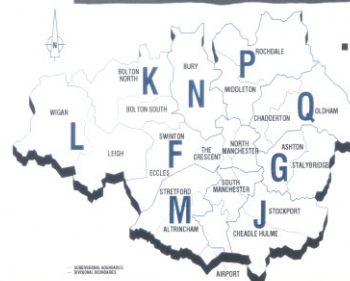 N
ROCHDALE
P
BURY
BOLTON
NORTH
K
N
MIDDLETON
WIGAN
BOLTON SOUTH
Q
OLDHAM
CHADDERTON
L
SWINTON
LEIGH
F
THE
CRESCENT
NORTH
MANCHESTER
ASHTON
G
STALYBRIDGE
ECCLES
STRETFORD
SOUTH
MANCHESTER
M
J
STOCKPORT
ALTRINCHAM
CHEADLE HULME
AIRPORT
SUBDIVISIONAL BOUNDARIES
DIVISIONAL BOUNDARIES